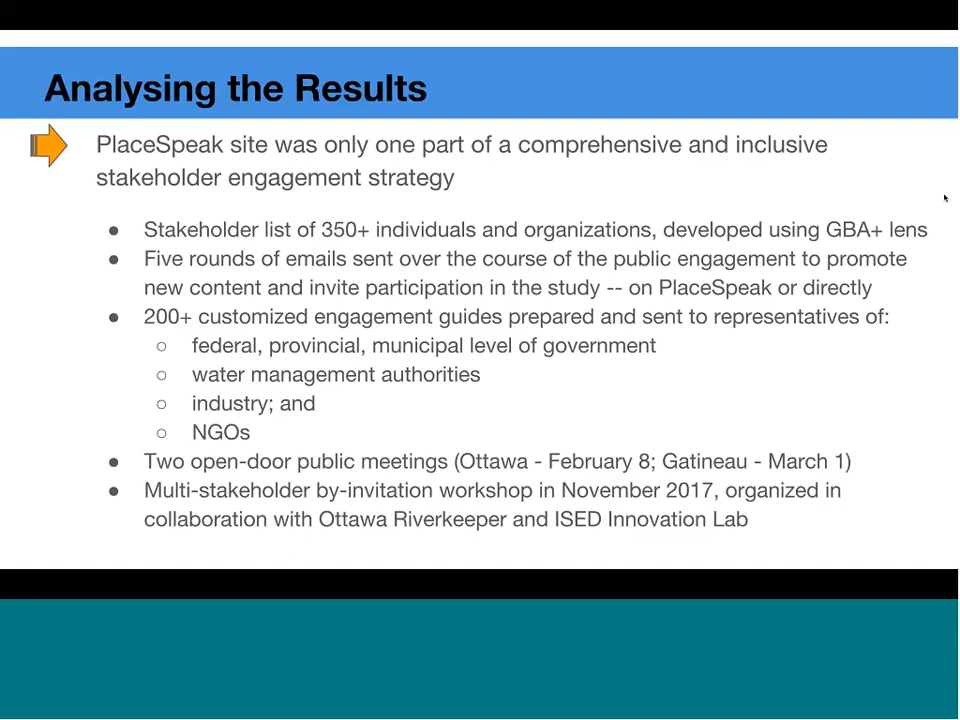 Analysing the Results
PlaceSpeak site was only one part of a comprehensive and inclusive
stakeholder engagement strategy
● Stakeholder list of 350+ individuals and organizations, developed using GBA+ lens
● Five rounds of emails sent over the course of the public engagement to promote
new content and invite participation in the study -- on PlaceSpeak or directly
● 200+ customized engagement guides prepared and sent to representatives of:
○ federal, provincial, municipal level of government
○ water management authorities
○ industry; and
○ NGOs
● Two open-door public meetings (Ottawa - February 8; Gatineau - March 1)
● Multi-stakeholder by-invitation workshop in November 2017, organized in
collaboration with Ottawa Riverkeeper and ISED Innovation Lab